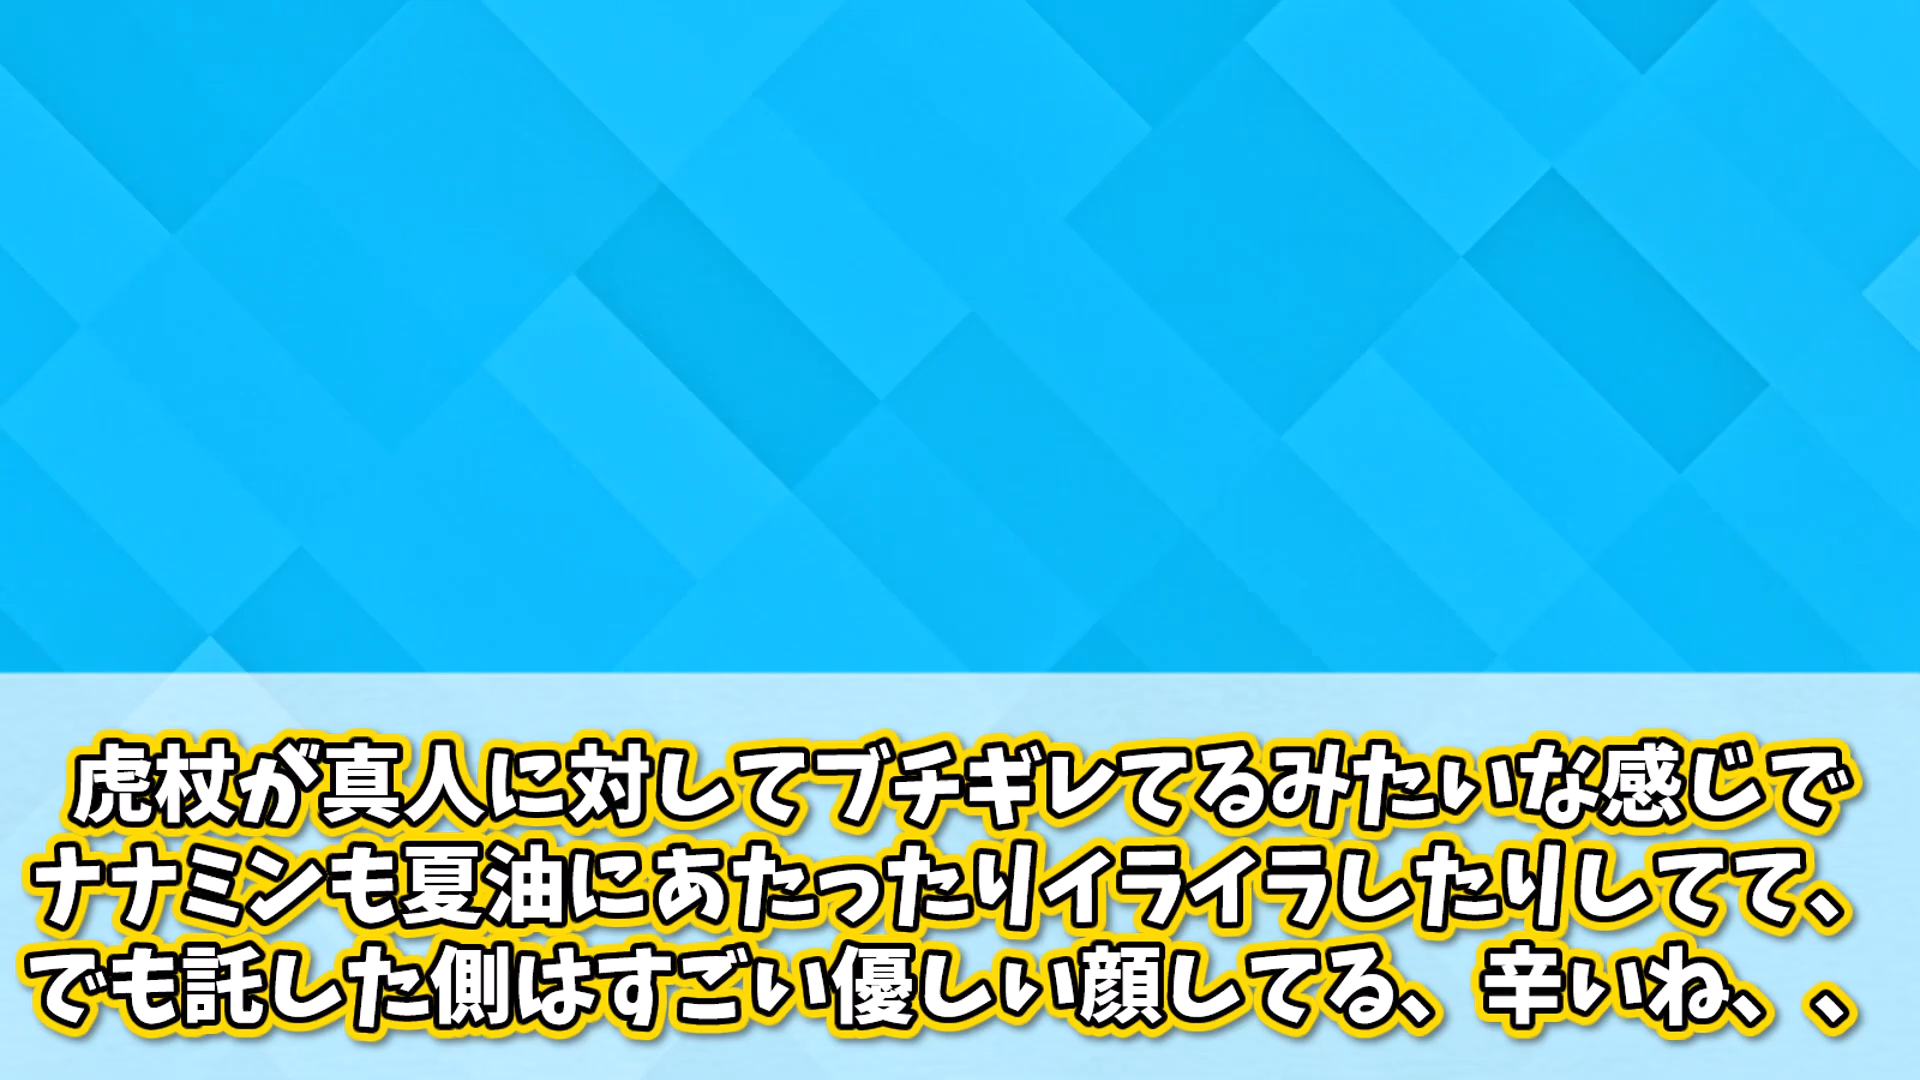 虎杖が真人に対してブチギレてるみたいな感じで
ナナミンも夏油にあたったりイライラしたりしてて、
でも託した側はすごい優しい顔してる、辛いね、、